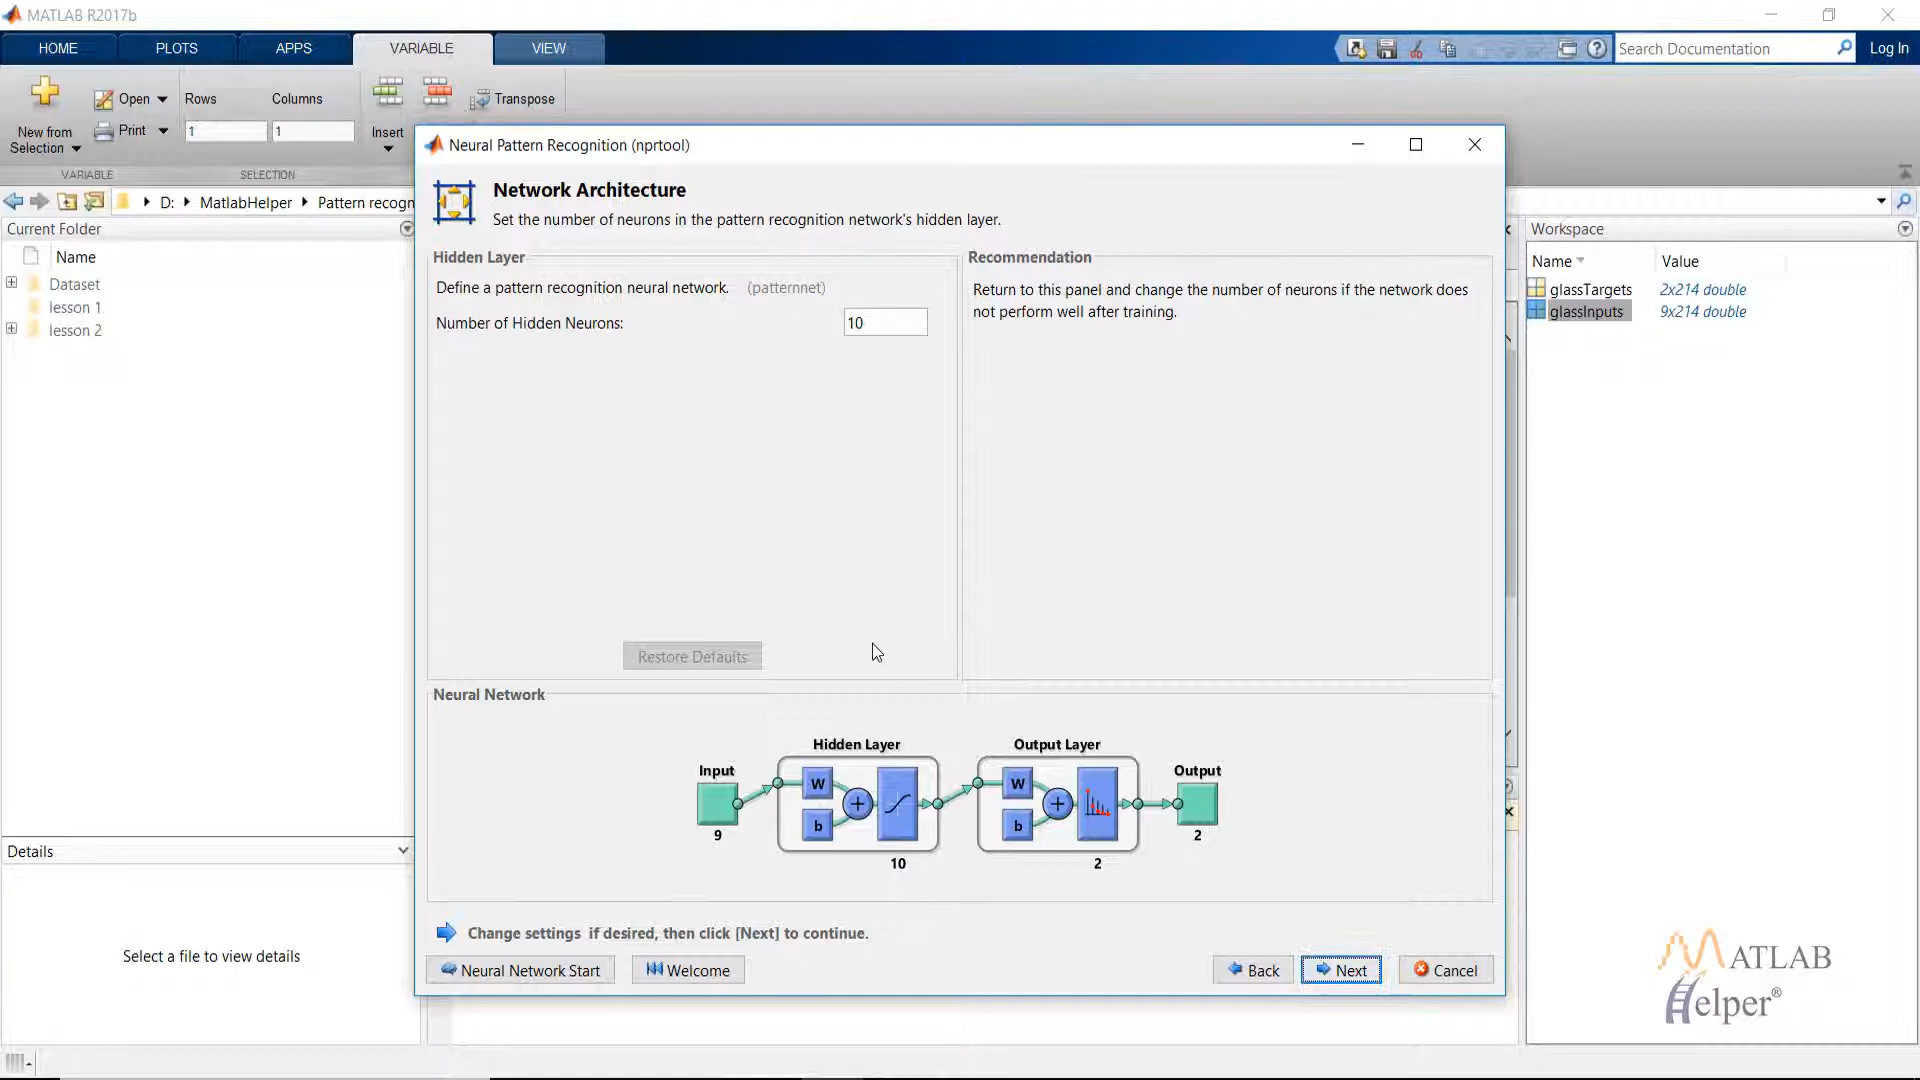 MATLAB R2017b
HOME
PLOTS
APPS
VARIABLE
VIEW
Search Documentation
Log In
New from
Selection
Open
Print
Rows
Columns
1
1
Insert
Transpose
VARIABLE
SELECTION
D:
MatlabHelper
Pattern recogn
Current Folder
Name
Dataset
lesson 1
lesson 2
Details
Select a file to view details
Neural Pattern Recognition (nprtool)
Network Architecture
Set the number of neurons in the pattern recognition network's hidden layer.
Hidden Layer
Define a pattern recognition neural network. (patternnet)
Number of Hidden Neurons: 10
Restore Defaults
Recommendation
Return to this panel and change the number of neurons if the network does
not perform well after training.
Neural Network
Hidden Layer
Output Layer
Input
Output
W
b
W
b
9
10
2
2
Change settings if desired, then click [Next] to continue.
Neural Network Start
Welcome
Back
Next
Cancel
Workspace
Name
Value
glassTargets 2x214 double
glassInputs 9x214 double
MATLAB
Helper®